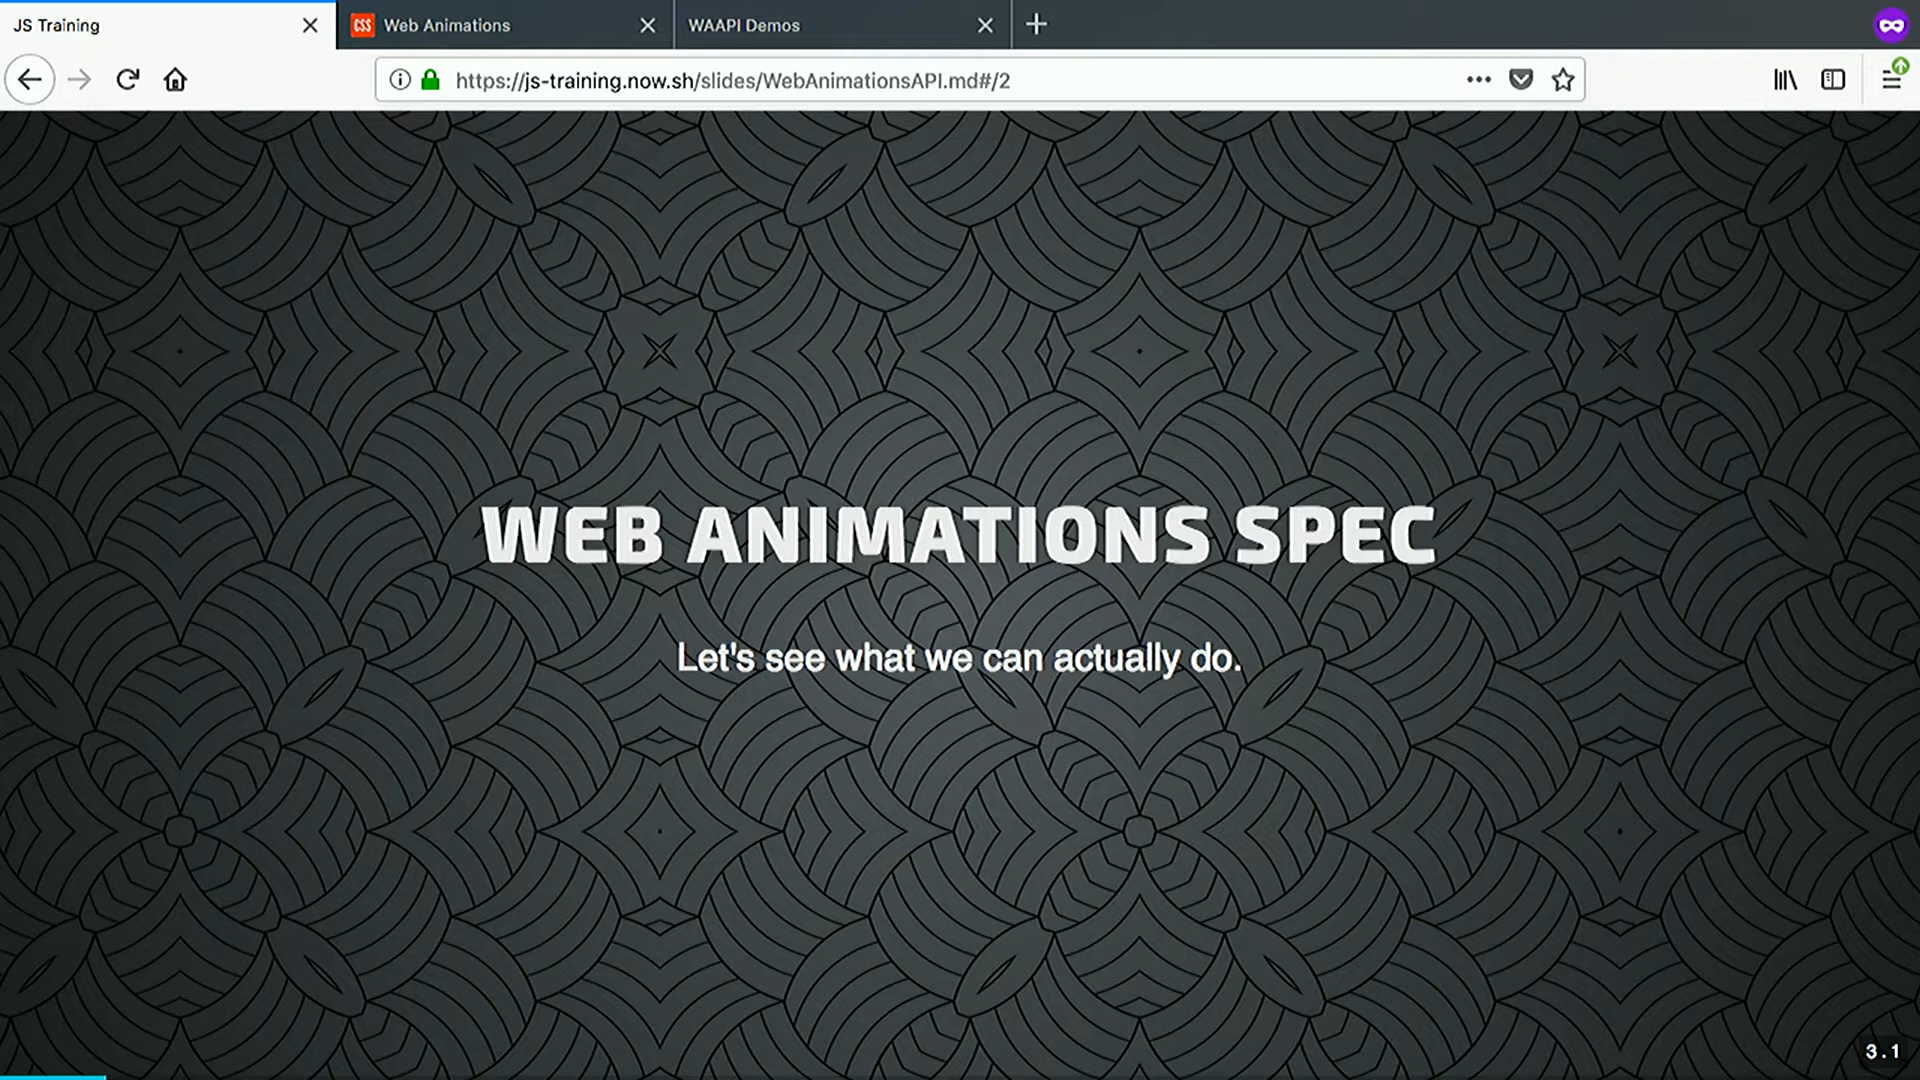 JS Training
CSS Web Animations
WAAPI Demos
https://js-training.now.sh/slides/WebAnimationsAPI.md#/2
WEB ANIMATIONS SPEC
Let's see what we can actually do.
3.1